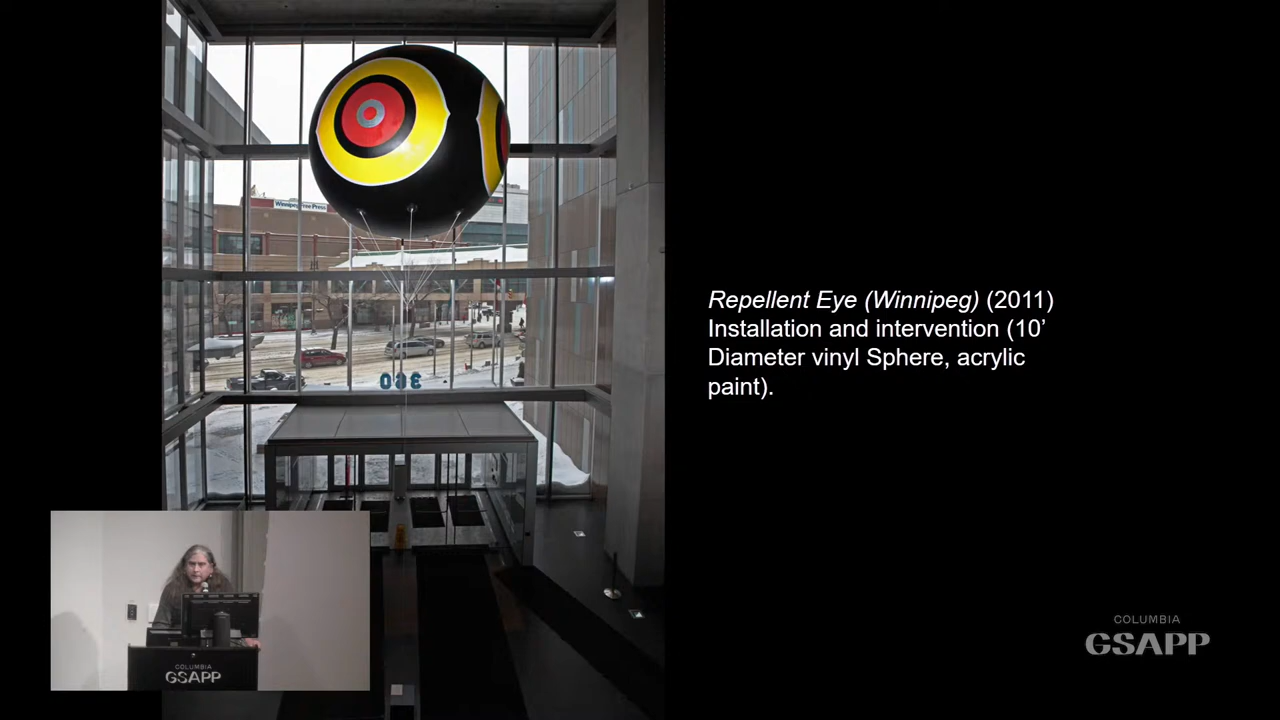 Winnipeg Free Press
360
Repellent Eye (Winnipeg) (2011)
Installation and intervention (10’
Diameter vinyl Sphere, acrylic
paint).
COLUMBIA
GSAPP
COLUMBIA
GSAPP